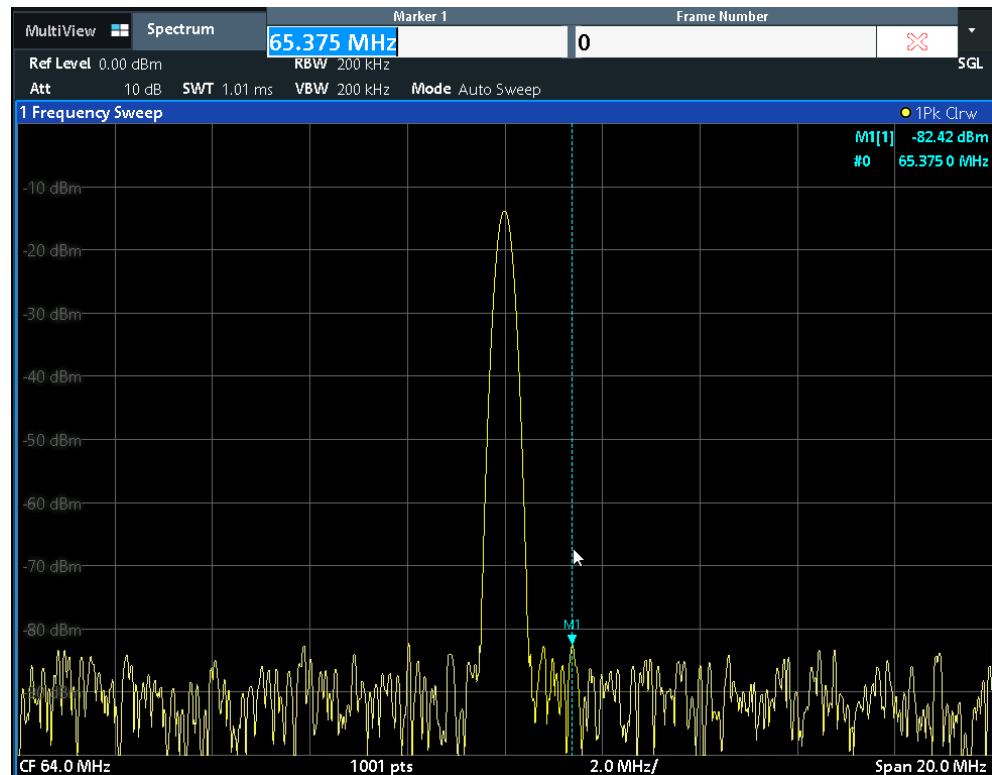 Marker 1 Frame Number
MultiView Spectrum
65.375 MHz 0
Ref Level 0.00 dBm RBW 200 kHz SGL
Att 10 dB SWT 1.01 ms VBW 200 kHz Mode Auto Sweep
1 Frequency Sweep 1Pk Clrw
M1[1] -82.42 dBm
#0 65.375 0 MHz
-10 dBm
-20 dBm
-30 dBm
-40 dBm
-50 dBm
-60 dBm
-70 dBm
-80 dBm
M1
CF 64.0 MHz 1001 pts 2.0 MHz/ Span 20.0 MHz